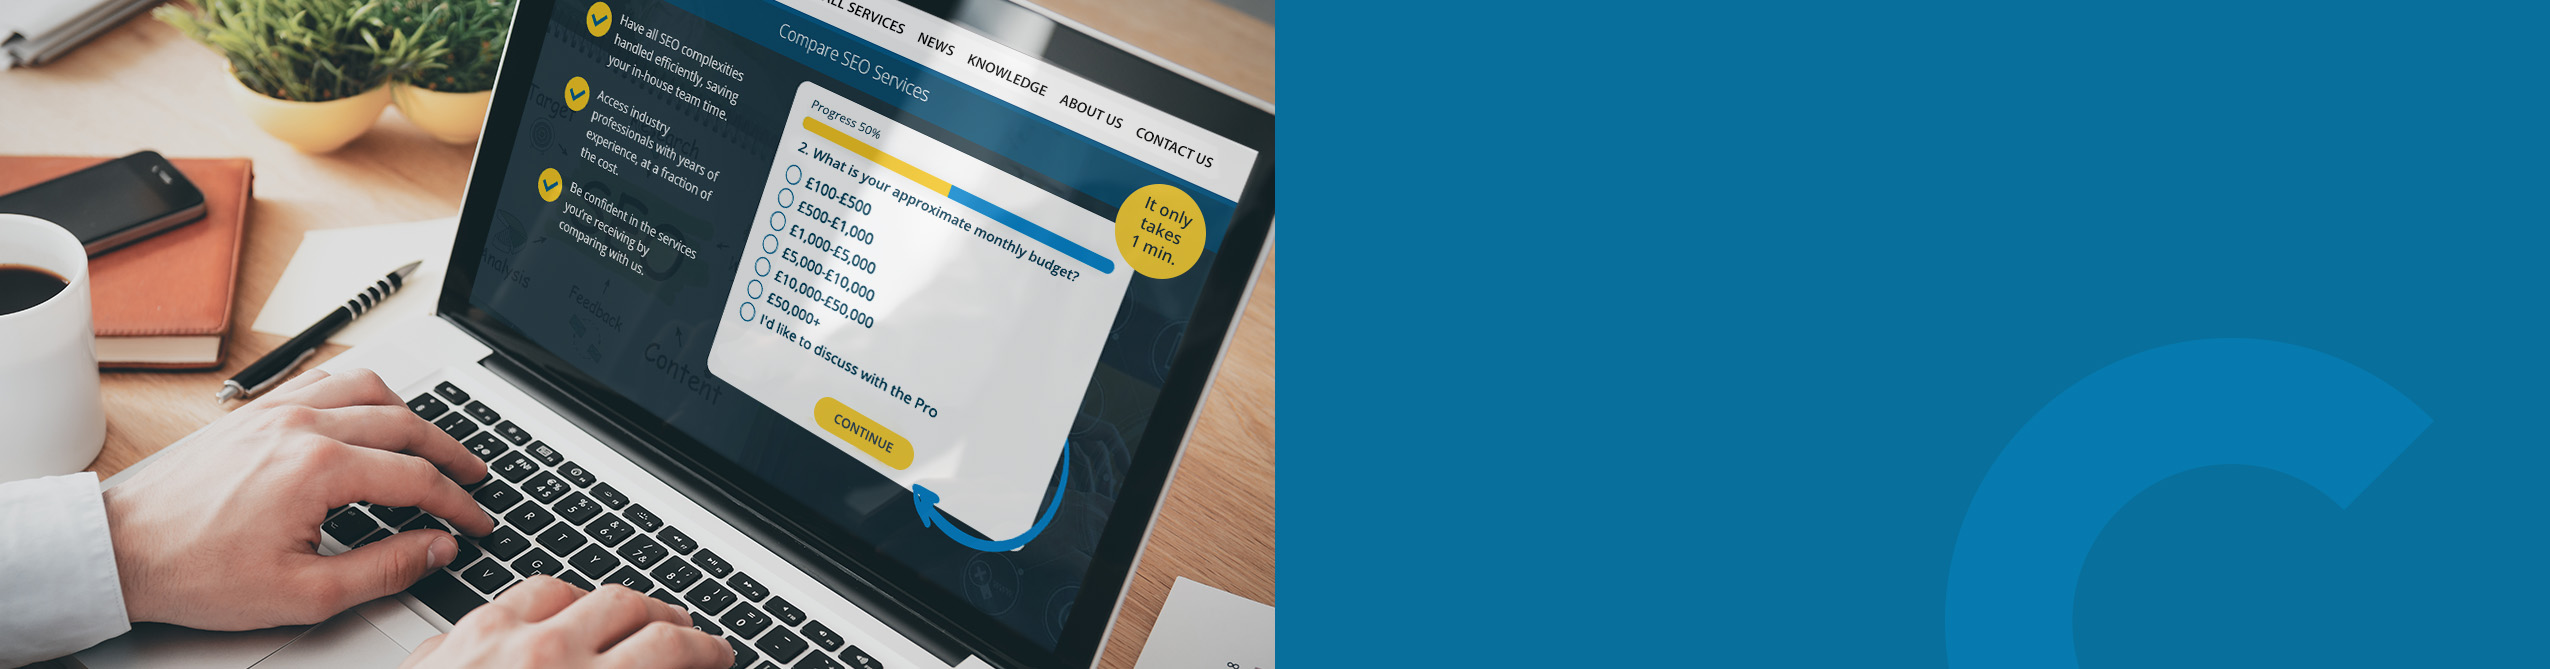 ALL SERVICES NEWS KNOWLEDGE ABOUT US CONTACT US
Compare SEO Services
Have all SEO complexities
handled efficiently, saving
your in-house team time.
Access industry
professionals with years of
experience, at a fraction of
the cost.
Be confident in the services
you're receiving by
comparing with us.
Target
Analysis
Feedback
Content
Progress 50%
2. What is your approximate monthly budget?
£100-£500
£500-£1,000
£1,000-£5,000
£5,000-£10,000
£10,000-£50,000
£50,000+
I'd like to discuss with the Pro
CONTINUE
It only
takes
1 min.